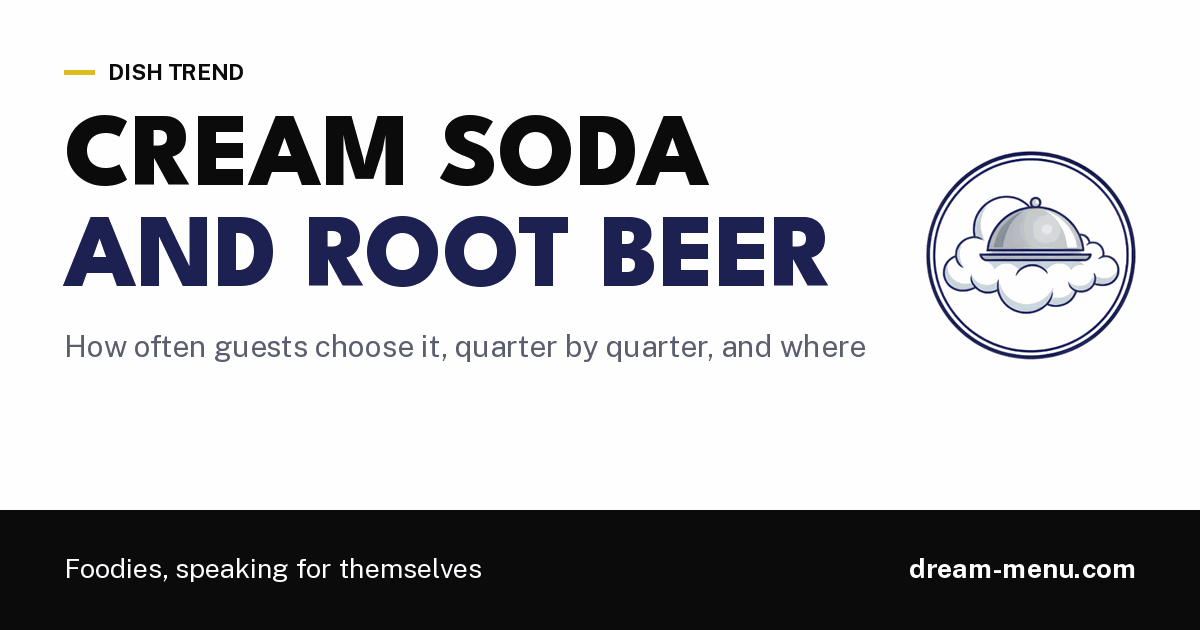 DISH TREND
CREAM SODA
AND ROOT BEER
How often guests choose it, quarter by quarter, and where
Foodies, speaking for themselves
dream-menu.com